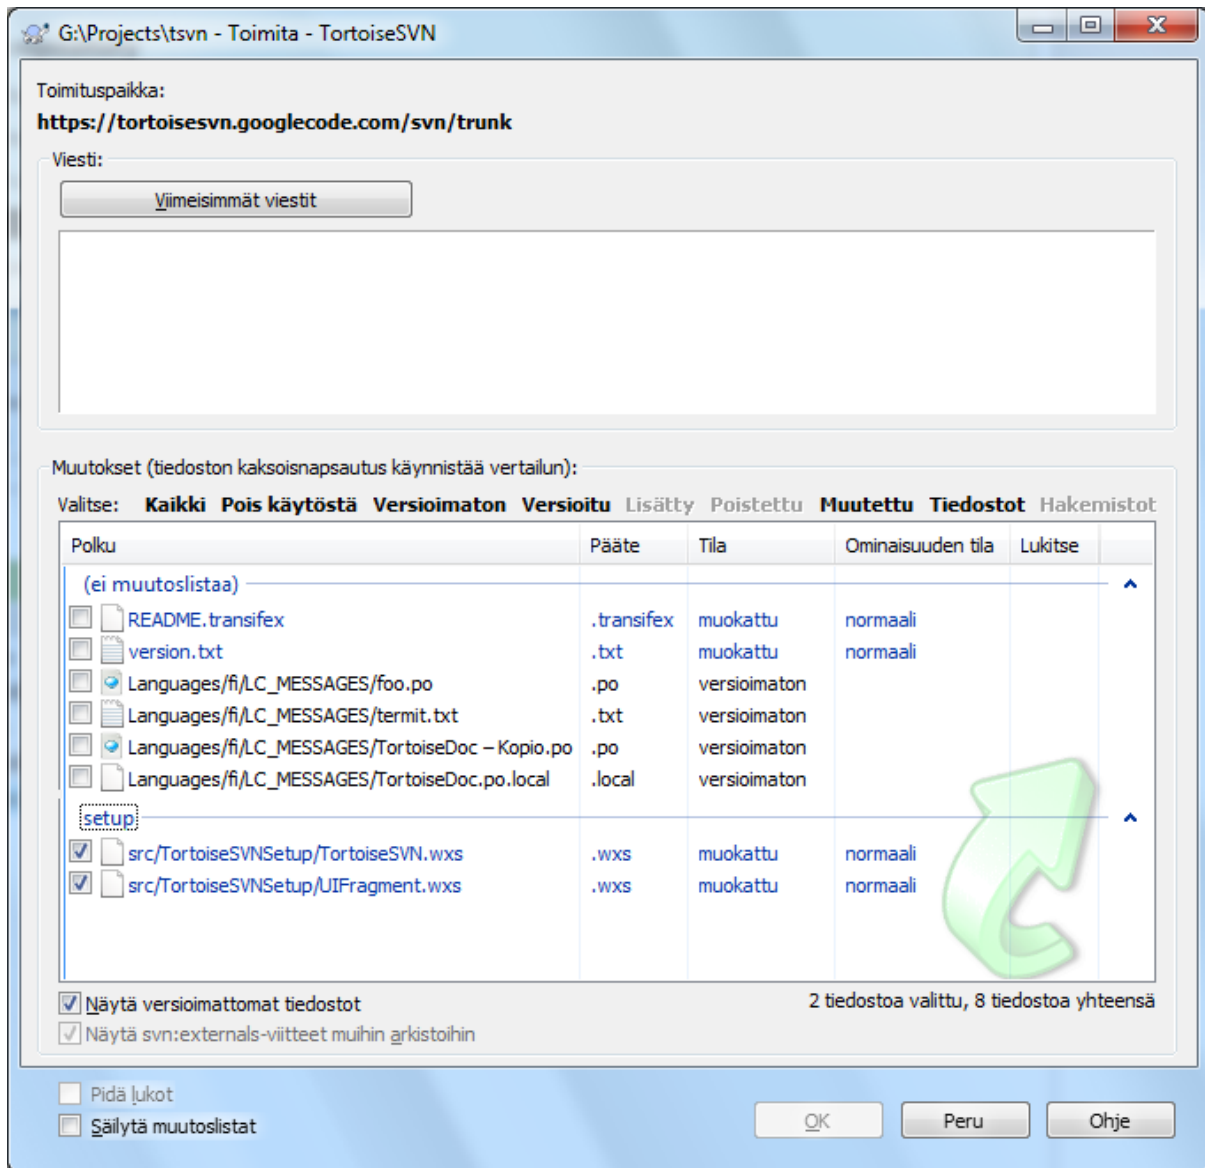 G:\Projects\tsvn - Toimita - TortoiseSVN
Toimituspaikka:
https://tortoisesvn.googlecode.com/svn/trunk
Viesti:
Viimeisimmät viestit
Muutokset (tiedoston kaksoisnapsautus käynnistää vertailun):
Valitse: Kaikki Pois käytöstä Versioimaton Versioitu Lisätty Poistettu Muutettu Tiedostot Hakemistot
Polku Pääte Tila Ominaisuuden tila Lukitse
(ei muutoslistaa)
README.transifex .transifex muokattu normaali
version.txt .txt muokattu normaali
Languages/fi/LC_MESSAGES/foo.po .po versioimaton
Languages/fi/LC_MESSAGES/termit.txt .txt versioimaton
Languages/fi/LC_MESSAGES/TortoiseDoc – Kopio.po .po versioimaton
Languages/fi/LC_MESSAGES/TortoiseDoc.po.local .local versioimaton
setup
src/TortoiseSVNSetup/TortoiseSVN.wxs .wxs muokattu normaali
src/TortoiseSVNSetup/UIFragment.wxs .wxs muokattu normaali
Näytä versioimattomat tiedostot 2 tiedostoa valittu, 8 tiedostoa yhteensä
Näytä svn:externals-viitteet muihin arkistoihin
Pidä lukot
Säilytä muutoslistat
OK Peru Ohje